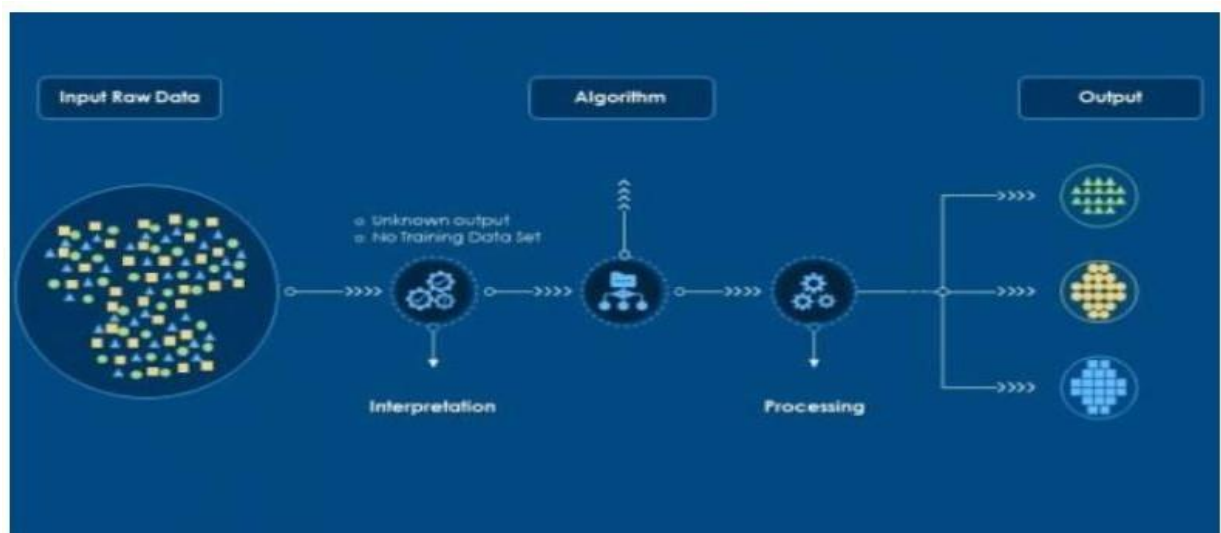 Input Raw Data
Algorithm
Output
Unknown output
No Training Data Set
Interpretation
Processing